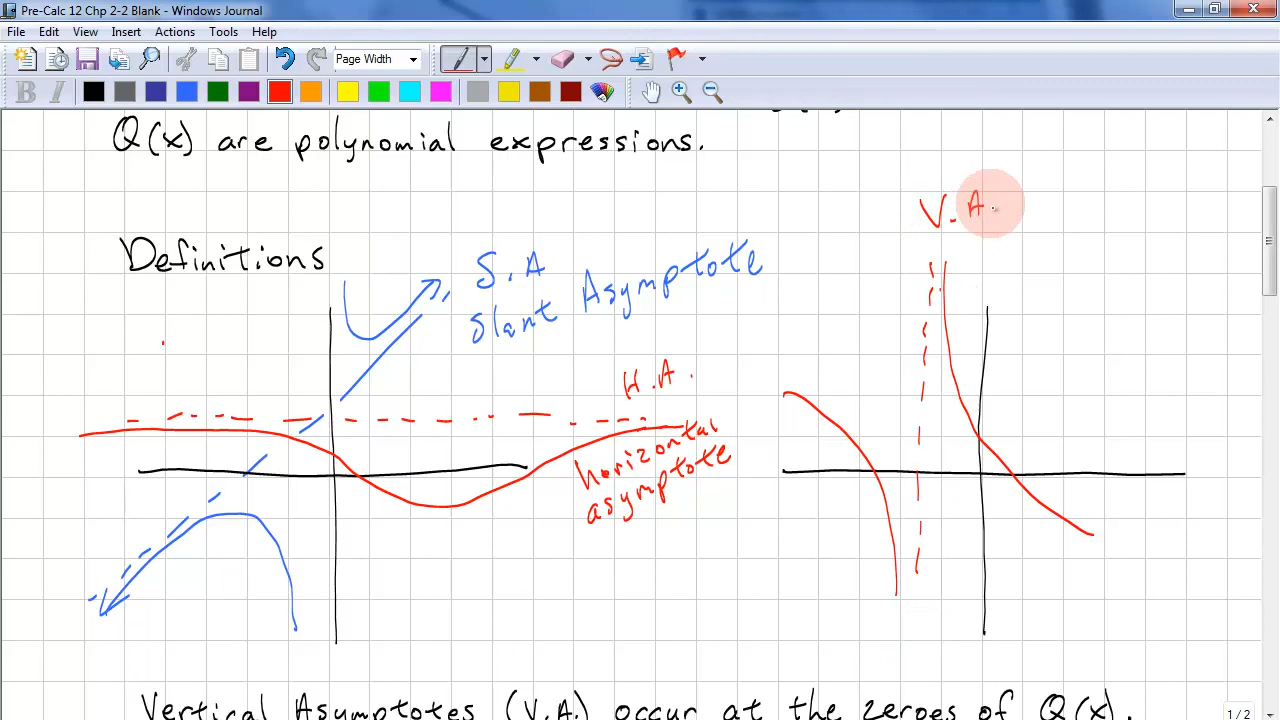 Pre-Calc 12 Chp 2-2 Blank - Windows Journal
File Edit View Insert Actions Tools Help
Page Width
B I
Q(x) are polynomial expressions.
V. A.
Definitions
S. A
Slant Asymptote
H. A.
horizontal
asymptote
Vertical Asymptotes (V.A.) occur at the zeroes of Q(x).
1/2